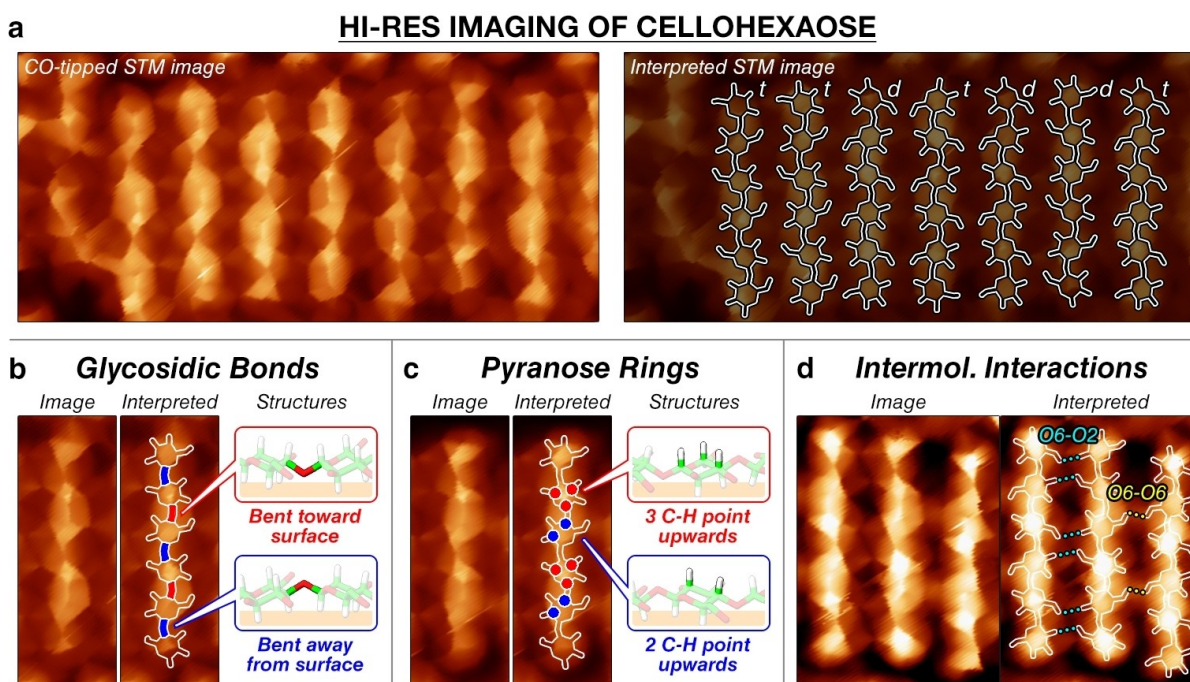 a
HI-RES IMAGING OF CELLOHEXAOSE
CO-tipped STM image
Interpreted STM image
t t d t d d t
b
Glycosidic Bonds
Image
Interpreted
Structures
Bent toward
surface
Bent away
from surface
c
Pyranose Rings
Image
Interpreted
Structures
3 C-H point
upwards
2 C-H point
upwards
d
Intermol. Interactions
Image
Interpreted
O6-O2
O6-O6